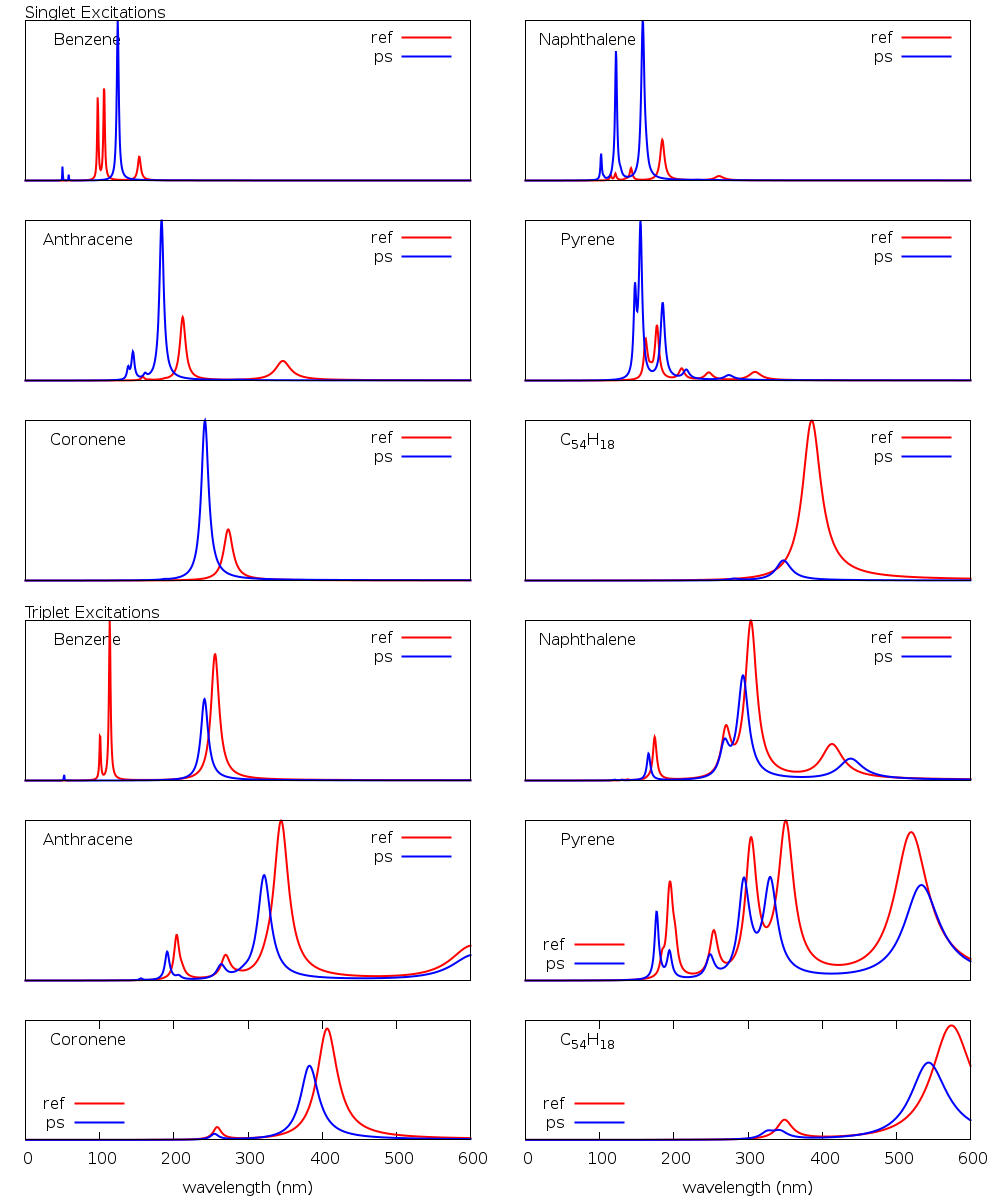 Singlet Excitations
Benzene
ref
ps
Naphthalene
ref
ps
Anthracene
ref
ps
Pyrene
ref
ps
Coronene
ref
ps
C54H18
ref
ps
Triplet Excitations
Benzene
ref
ps
Naphthalene
ref
ps
Anthracene
ref
ps
Pyrene
ref
ps
Coronene
ref
ps
0 100 200 300 400 500 600
wavelength (nm)
C54H18
ref
ps
0 100 200 300 400 500 600
wavelength (nm)